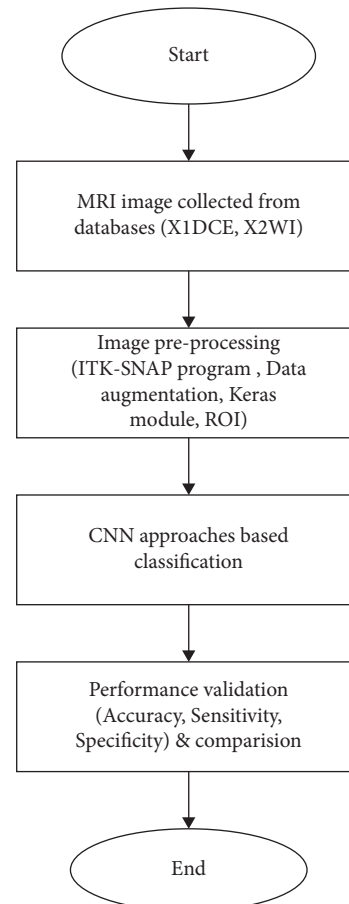 Start
MRI image collected from
databases (X1DCE, X2WI)
Image pre-processing
(ITK-SNAP program , Data
augmentation, Keras
module, ROI)
CNN approaches based
classification
Performance validation
(Accuracy, Sensitivity,
Specificity) & comparision
End